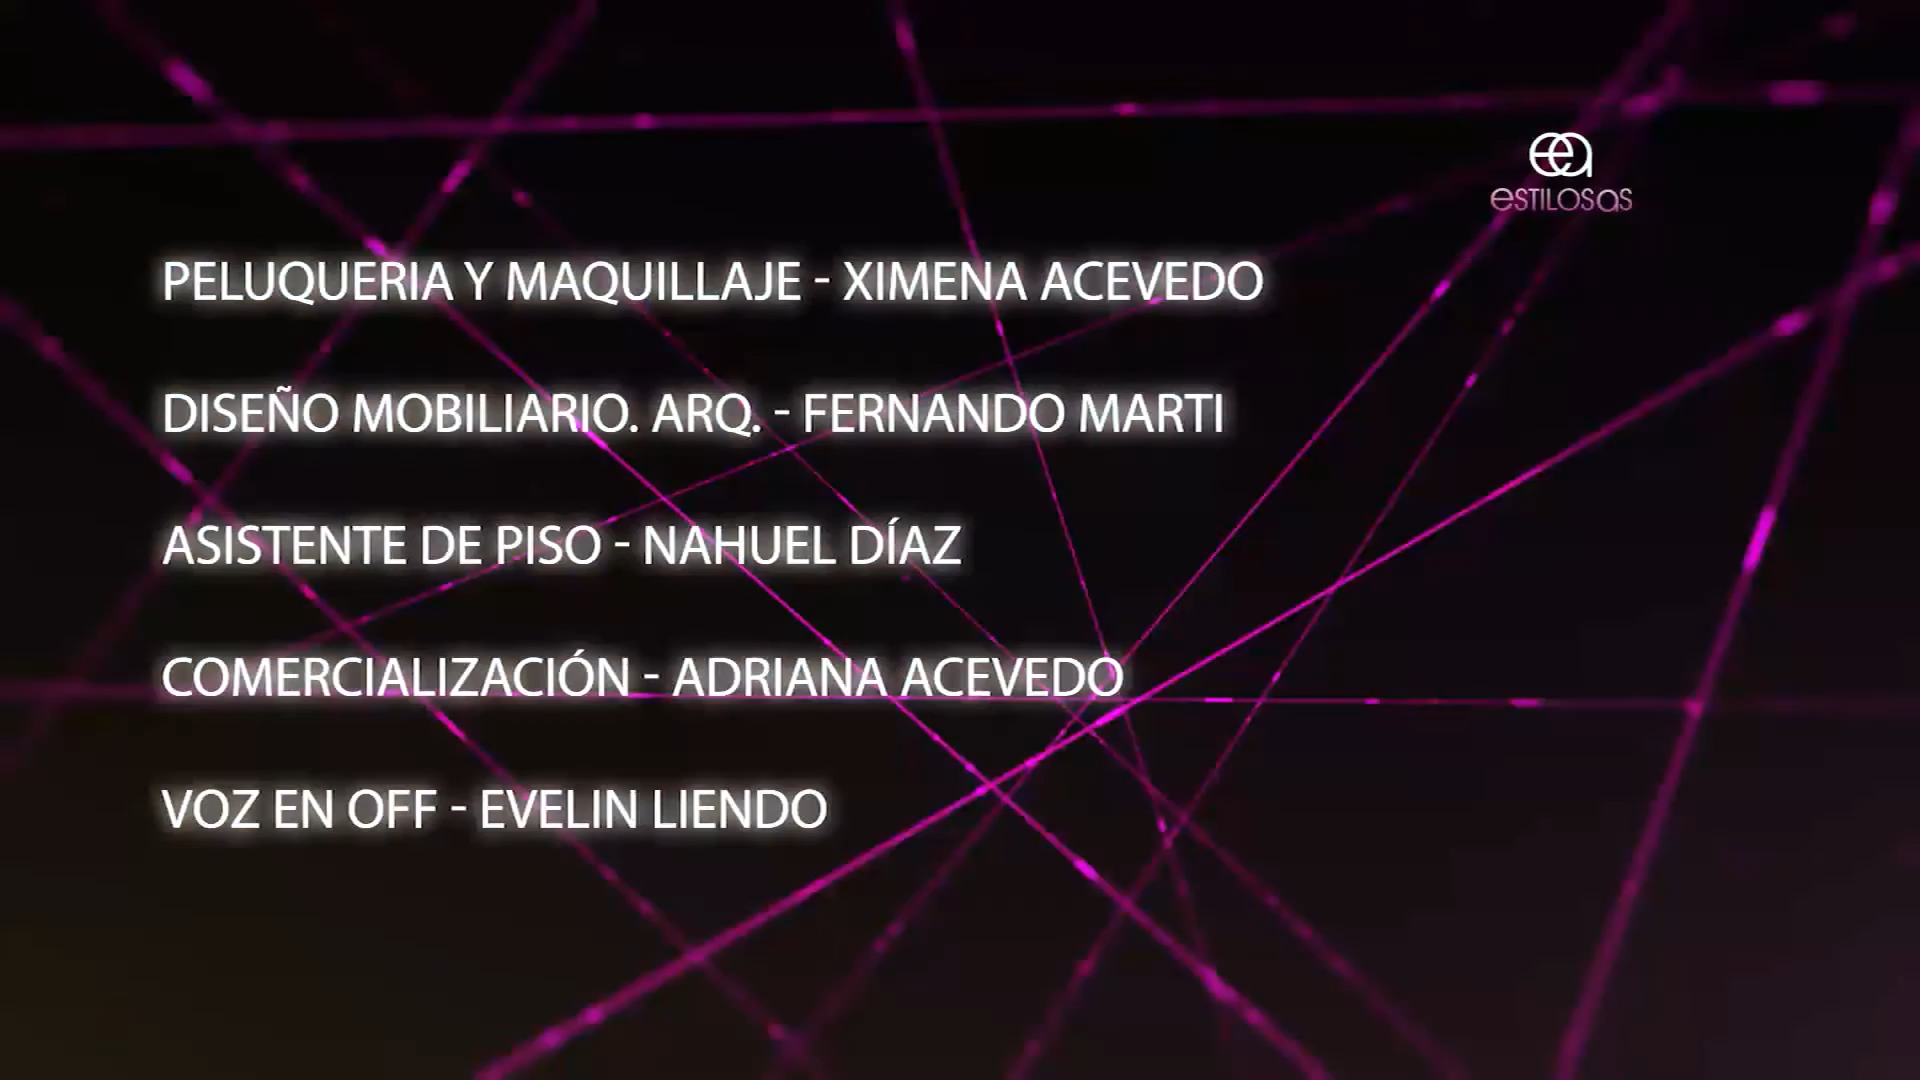 ea
eSTILOSas
PELUQUERIA Y MAQUILLAJE - XIMENA ACEVEDO
DISEÑO MOBILIARIO. ARQ. - FERNANDO MARTI
ASISTENTE DE PISO - NAHUEL DÍAZ
COMERCIALIZACIÓN - ADRIANA ACEVEDO
VOZ EN OFF - EVELIN LIENDO